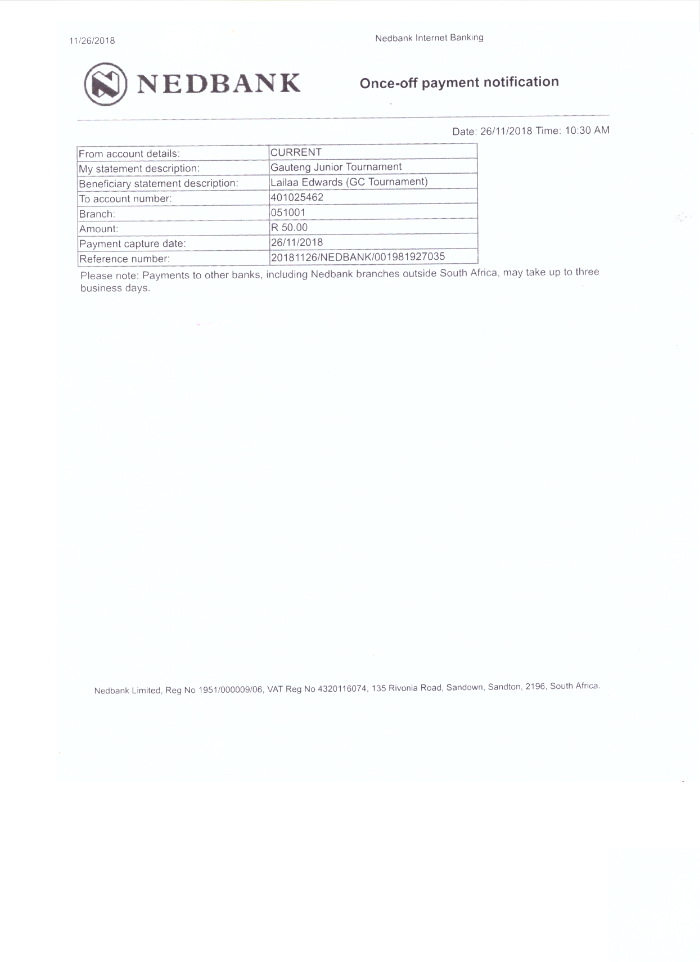 11/26/2018 Nedbank Internet Banking
NEDBANK Once-off payment notification
Date: 26/11/2018 Time: 10:30 AM
From account details: CURRENT
My statement description: Gauteng Junior Tournament
Beneficiary statement description: Lailaa Edwards (GC Tournament)
To account number: 401025462
Branch: 051001
Amount: R 50.00
Payment capture date: 26/11/2018
Reference number: 20181126/NEDBANK/001981927035
Please note: Payments to other banks, including Nedbank branches outside South Africa, may take up to three
business days.
Nedbank Limited, Reg No 1951/000009/06, VAT Reg No 4320116074, 135 Rivonia Road, Sandown, Sandton, 2196, South Africa.